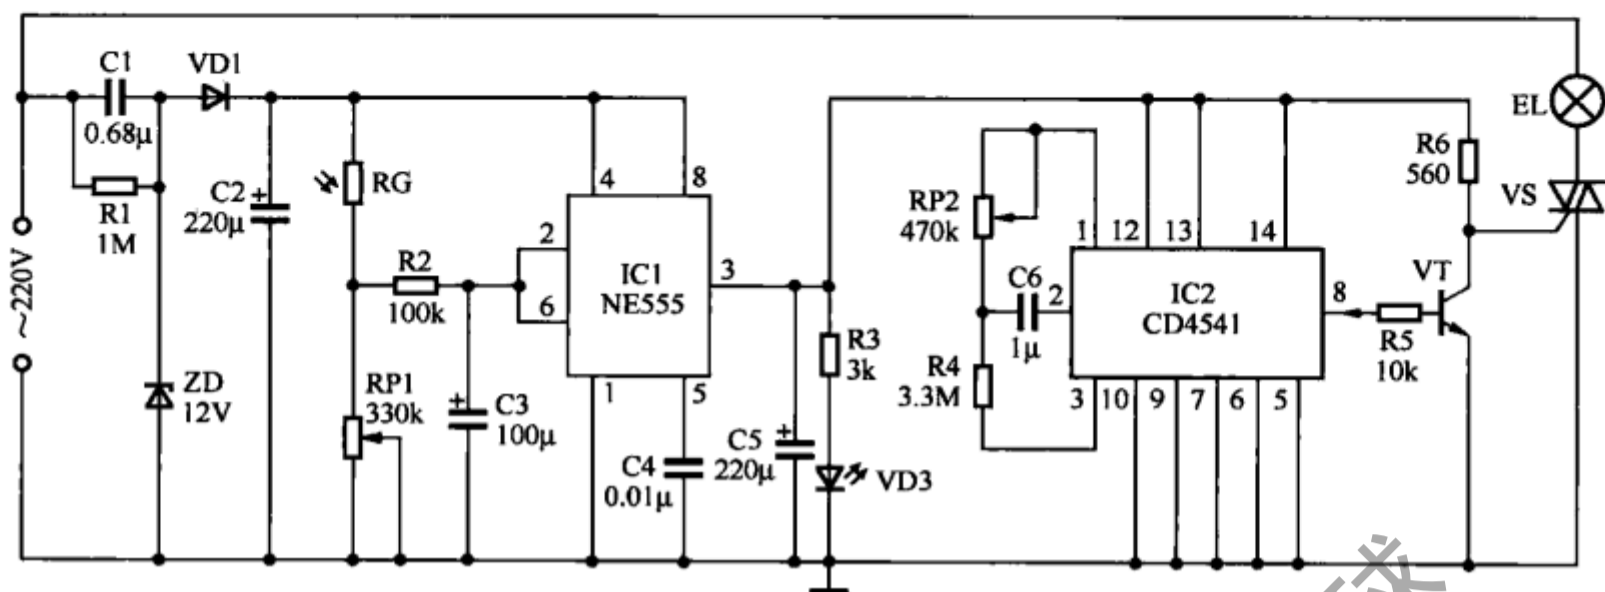 C1
0.68μ
VD1
R1
1M
C2
+
220μ
RG
R2
100k
RP1
330k
+
C3
100μ
ZD
12V
~220V
4
8
2
6
IC1
NE555
3
1
5
C4
0.01μ
C5
+
220μ
R3
3k
VD3
RP2
470k
C6
1μ
R4
3.3M
1
12
13
14
2
IC2
CD4541
8
3
10
9
7
6
5
R5
10k
VT
R6
560
EL
VS
球